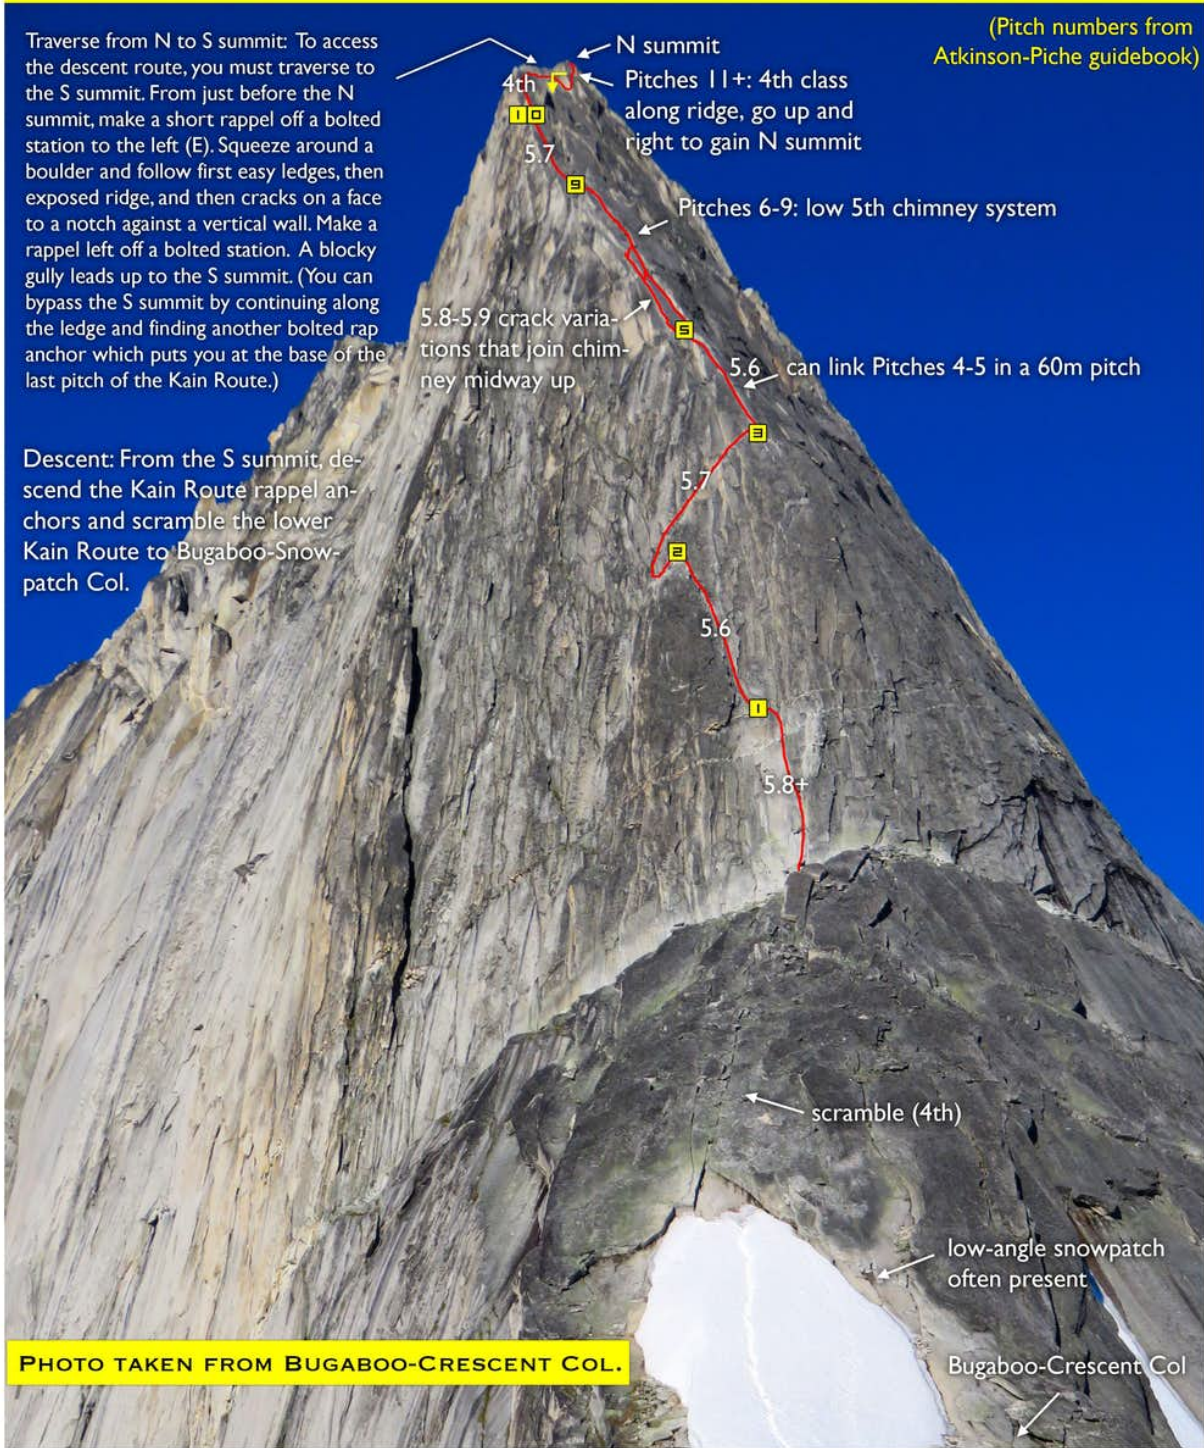 (Pitch numbers from
Atkinson-Piche guidebook)
Traverse from N to S summit: To access
the descent route, you must traverse to
the S summit. From just before the N
summit, make a short rappel off a bolted
station to the left (E). Squeeze around a
boulder and follow first easy ledges, then
exposed ridge, and then cracks on a face
to a notch against a vertical wall. Make a
rappel left off a bolted station. A blocky
gully leads up to the S summit. (You can
bypass the S summit by continuing along
the ledge and finding another bolted rap
anchor which puts you at the base of the
last pitch of the Kain Route.)
N summit
Pitches 11+: 4th class
along ridge, go up and
right to gain N summit
4th
10
5.7
9
Pitches 6-9: low 5th chimney system
5.8-5.9 crack varia-
tions that join chim-
ney midway up
5
5.6
can link Pitches 4-5 in a 60m pitch
3
Descent: From the S summit, de-
scend the Kain Route rappel an-
chors and scramble the lower
Kain Route to Bugaboo-Snow-
patch Col.
5.7
2
5.6
1
5.8+
scramble (4th)
low-angle snowpatch
often present
PHOTO TAKEN FROM BUGABOO-CRESCENT COL.
Bugaboo-Crescent Col